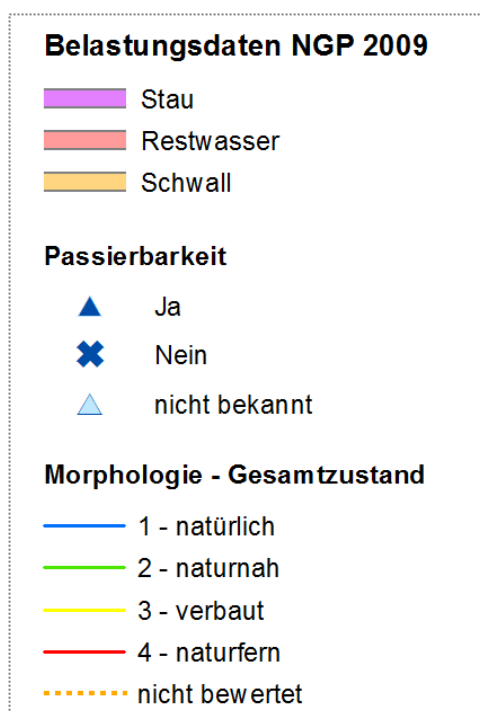 Belastungsdaten NGP 2009
Stau
Restwasser
Schwall
Passierbarkeit
Ja
Nein
nicht bekannt
Morphologie - Gesamtzustand
1 - natürlich
2 - naturnah
3 - verbaut
4 - naturfern
nicht bewertet